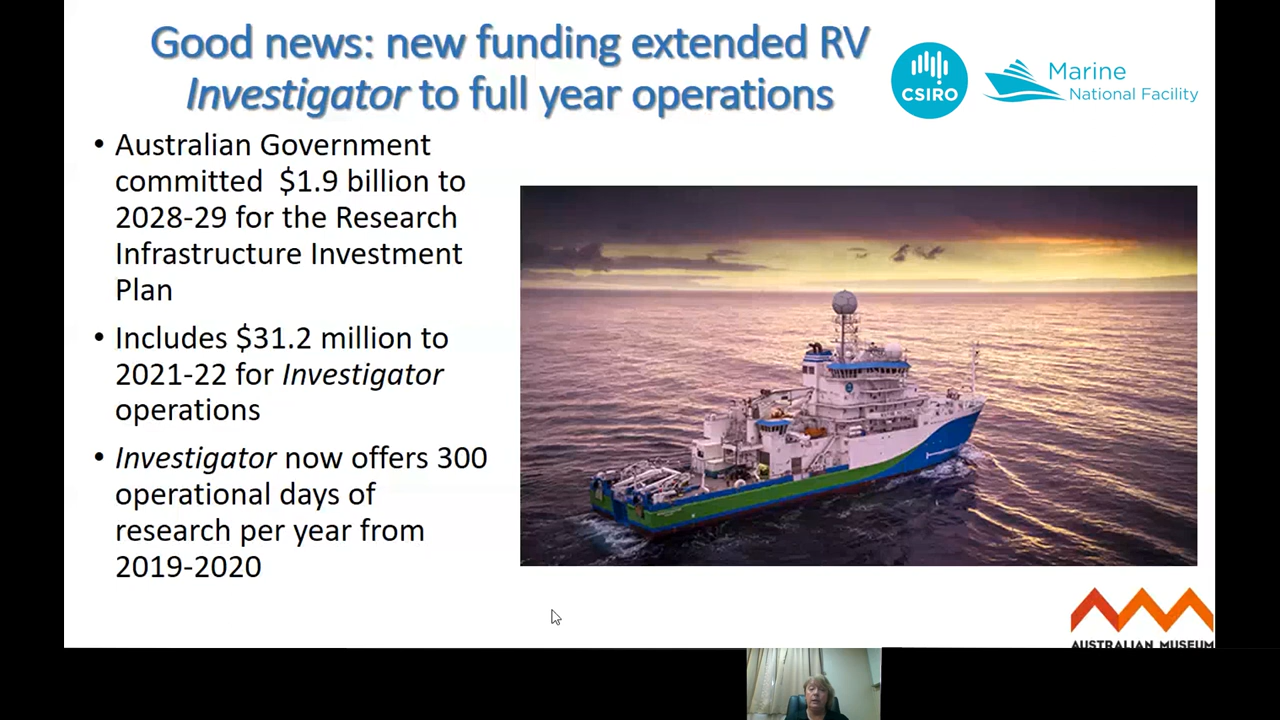 Good news: new funding extended RV
Investigator to full year operations
CSIRO
Marine
National Facility
• Australian Government
committed $1.9 billion to
2028-29 for the Research
Infrastructure Investment
Plan
• Includes $31.2 million to
2021-22 for Investigator
operations
• Investigator now offers 300
operational days of
research per year from
2019-2020
AUSTRALIAN MUSEUM